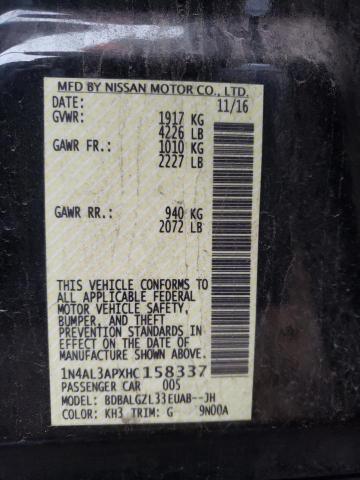 MFD BY NISSAN MOTOR CO., LTD.
DATE: 11/16
GVWR: 1917 KG
4226 LB
GAWR FR.: 1010 KG
2227 LB
GAWR RR.: 940 KG
2072 LB
THIS VEHICLE CONFORMS TO
ALL APPLICABLE FEDERAL
MOTOR VEHICLE SAFETY,
BUMPER, AND THEFT
PREVENTION STANDARDS IN
EFFECT ON THE DATE OF
MANUFACTURE SHOWN ABOVE.
1N4AL3APXHC158337
PASSENGER CAR 005
MODEL: BDBALGZL33EUAB--JH
COLOR: KH3 TRIM: G 9N00A